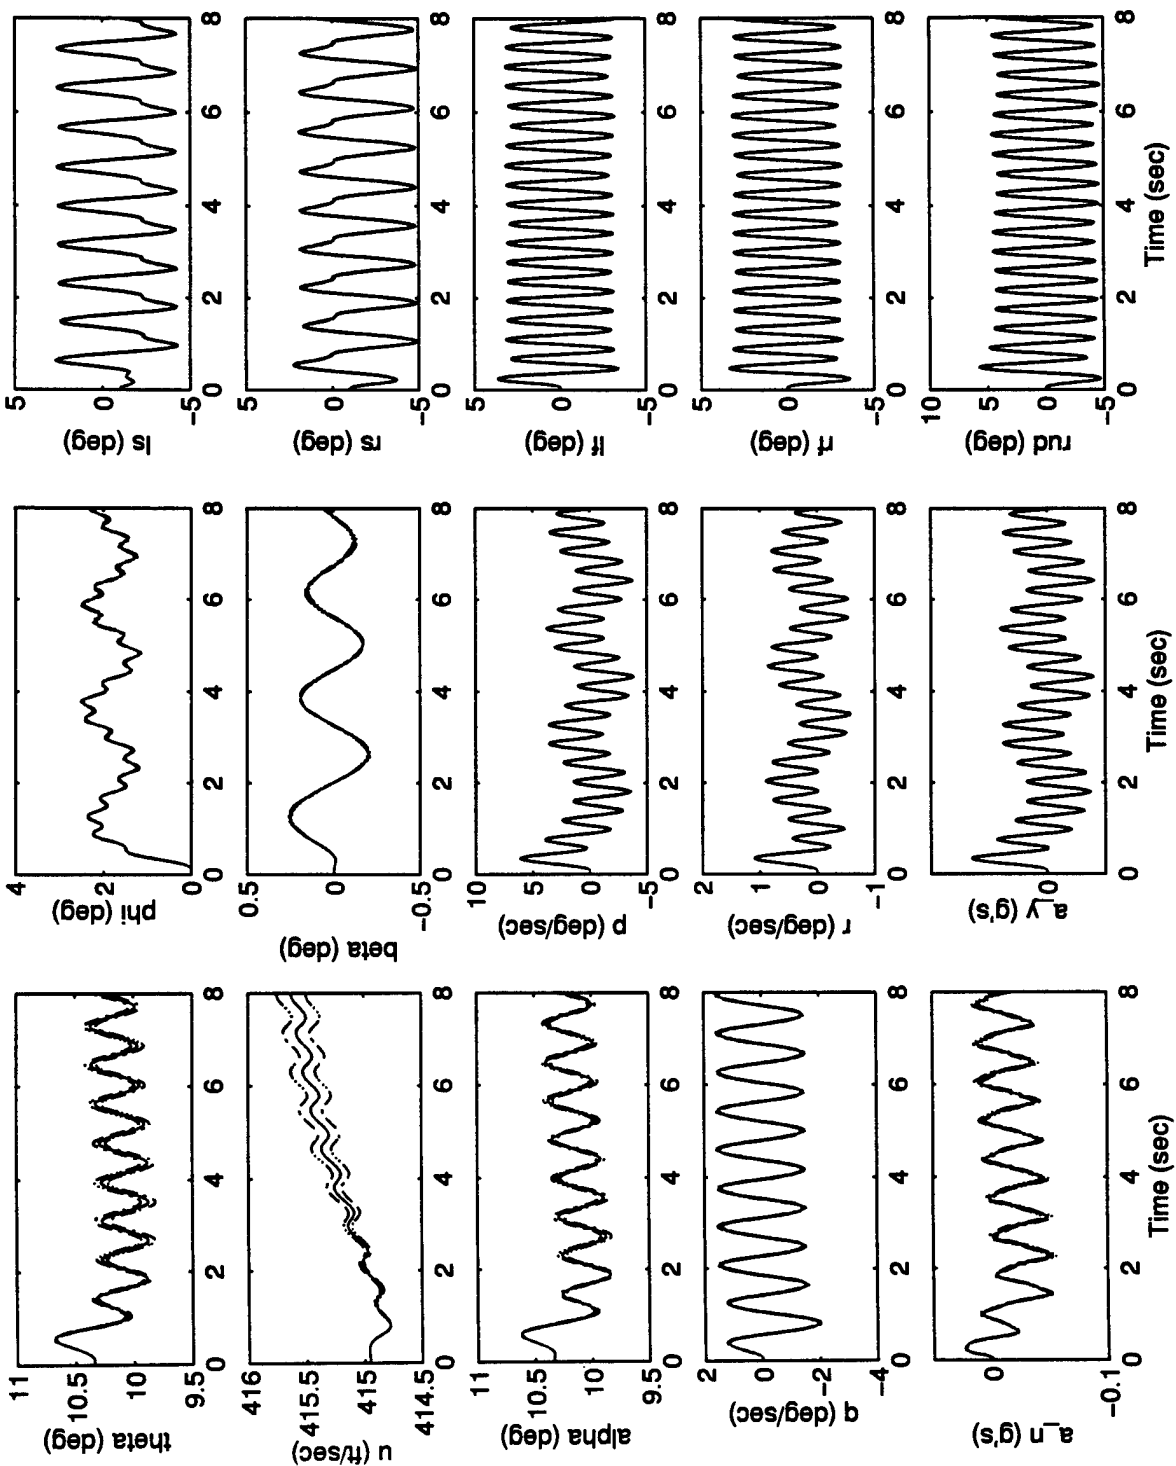 theta (deg)
11
10.5
10
9.5
0 2 4 6 8
phi (deg)
4
2
0
0 2 4 6 8
ls (deg)
5
0
-5
0 2 4 6 8
u (ft/sec)
416
415.5
415
414.5
0 2 4 6 8
beta (deg)
0.5
0
-0.5
0 2 4 6 8
rs (deg)
5
0
-5
0 2 4 6 8
alpha (deg)
11
10.5
10
9.5
0 2 4 6 8
p (deg/sec)
10
5
0
-5
0 2 4 6 8
lf (deg)
5
0
-5
0 2 4 6 8
q (deg/sec)
2
0
-2
-4
0 2 4 6 8
r (deg/sec)
2
1
0
-1
0 2 4 6 8
rf (deg)
5
0
-5
0 2 4 6 8
a_n (g's)
0
-0.1
0 2 4 6 8
Time (sec)
a_y (g's)
0
0 2 4 6 8
Time (sec)
rud (deg)
10
5
0
-5
0 2 4 6 8
Time (sec)